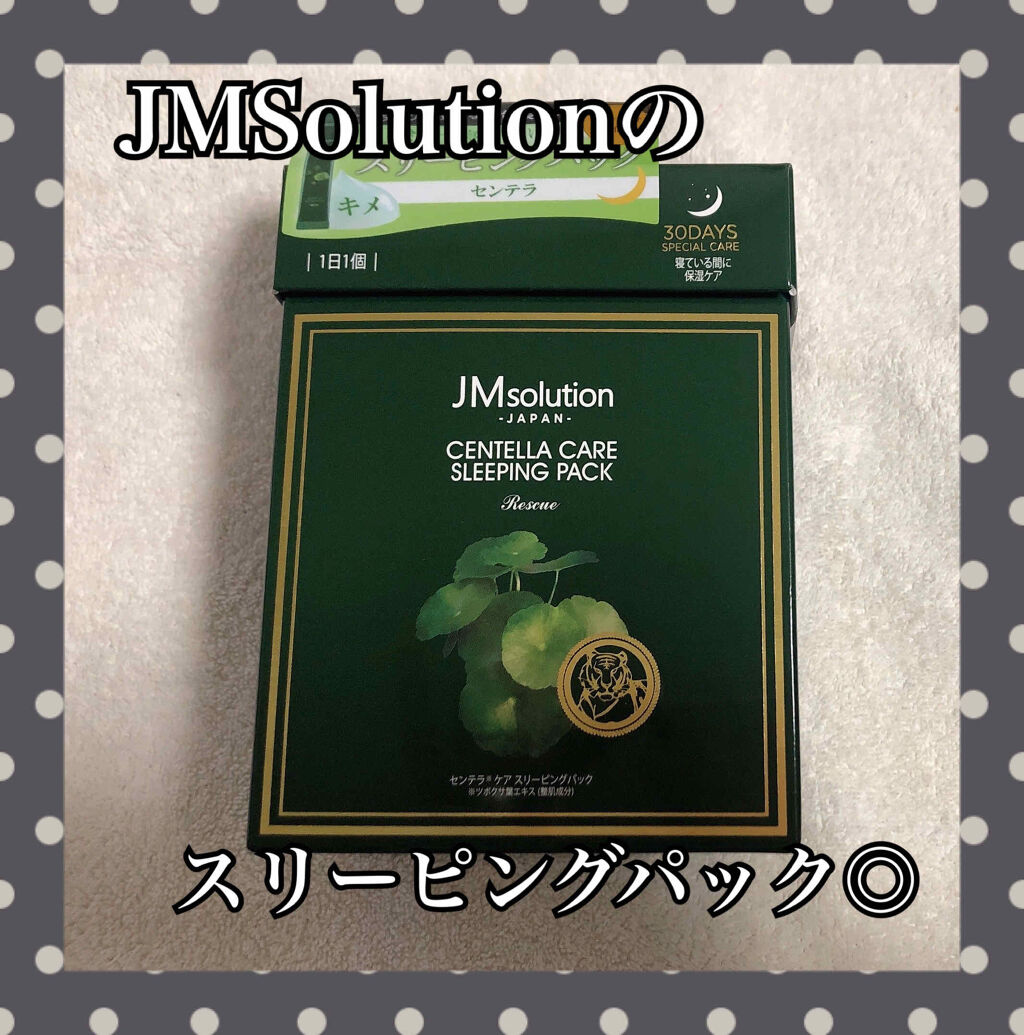 JMSolutionの
スリーピングパック
センテラ
キメ
| 1日1個 |
30DAYS
SPECIAL CARE
寝ている間に
保湿ケア
JMsolution
-JAPAN-
CENTELLA CARE
SLEEPING PACK
Rescue
センテラ※ ケア スリーピングパック
※ツボクサ葉エキス (整肌成分)
スリーピングパック◎